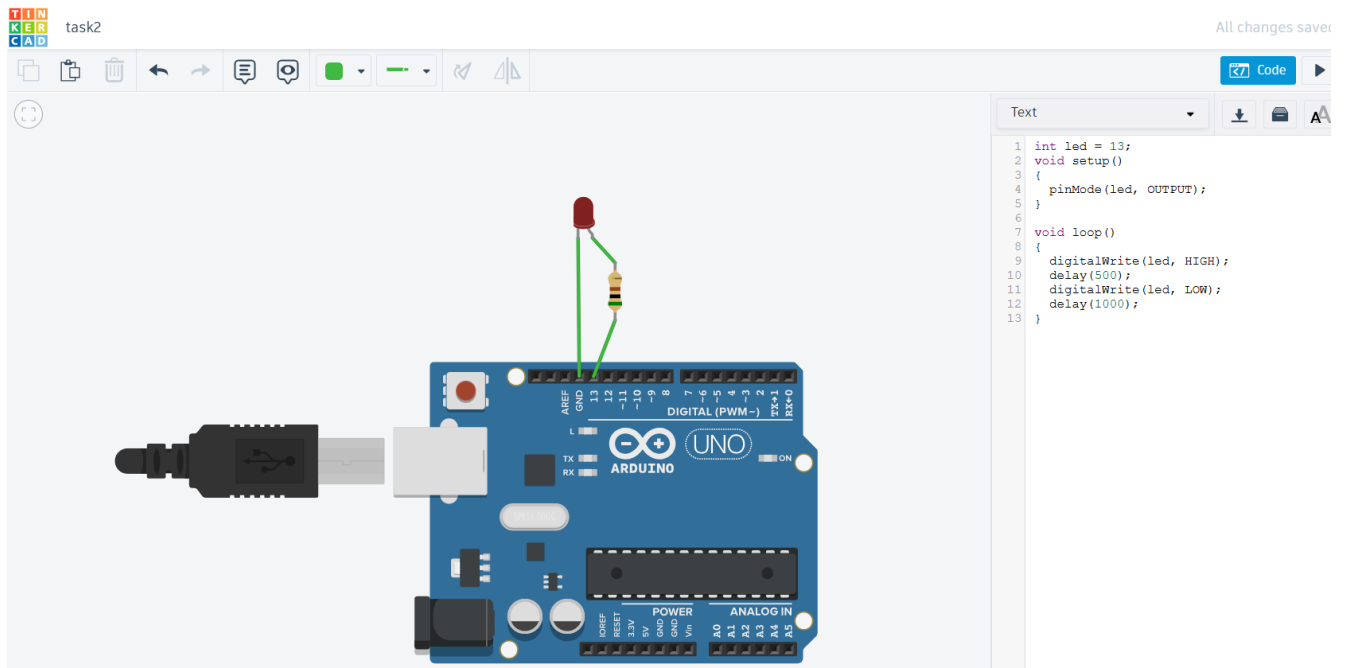 TIN
KER
CAD
task2
All changes saved
Code
Text
A A
1 int led = 13;
2 void setup()
3 {
4 pinMode(led, OUTPUT);
5 }
6
7 void loop()
8 {
9 digitalWrite(led, HIGH);
10 delay(500);
11 digitalWrite(led, LOW);
12 delay(1000);
13 }
AREF
GND
13
12
~11
~10
~9
8
7
~6
~5
4
~3
2
TX→1
RX←0
DIGITAL (PWM~)
L
TX
RX
ARDUINO
UNO
ON
POWER
ANALOG IN
IOREF
RESET
3.3V
5V
GND
GND
Vin
A0
A1
A2
A3
A4
A5